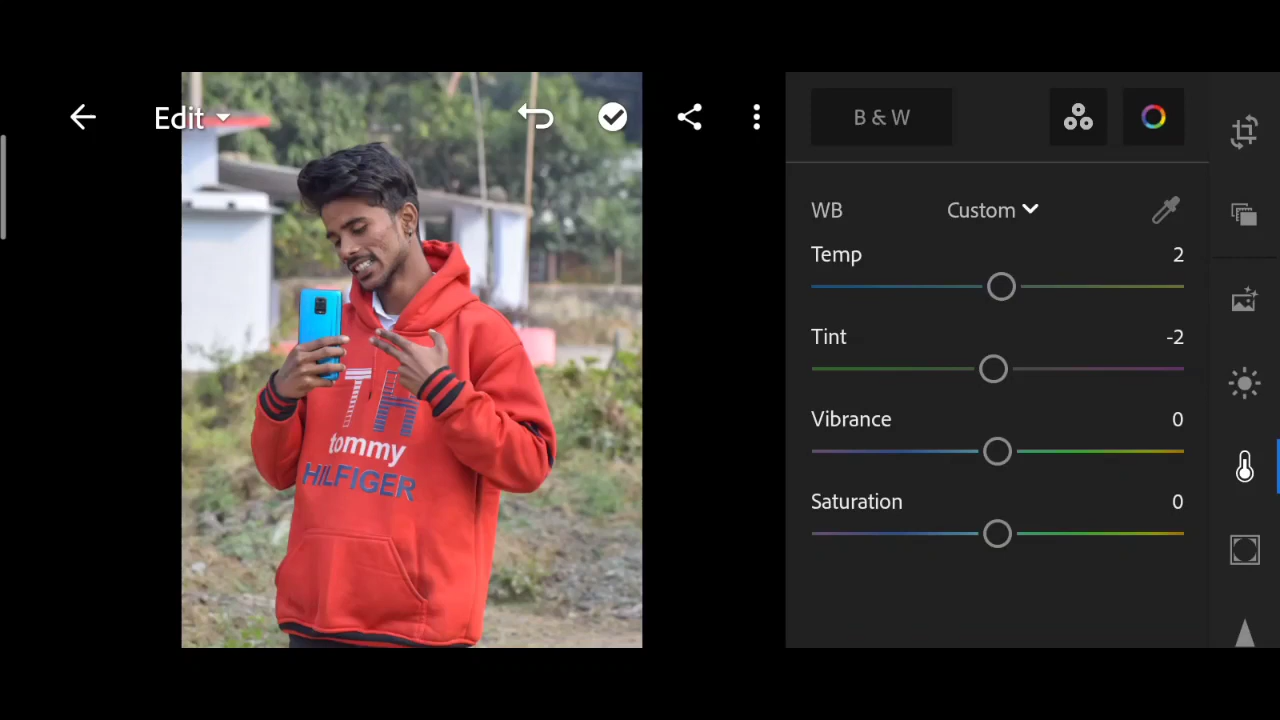 Edit
B & W
WB
Custom
Temp
2
Tint
-2
Vibrance
0
Saturation
0
TH
tommy
HILFIGER